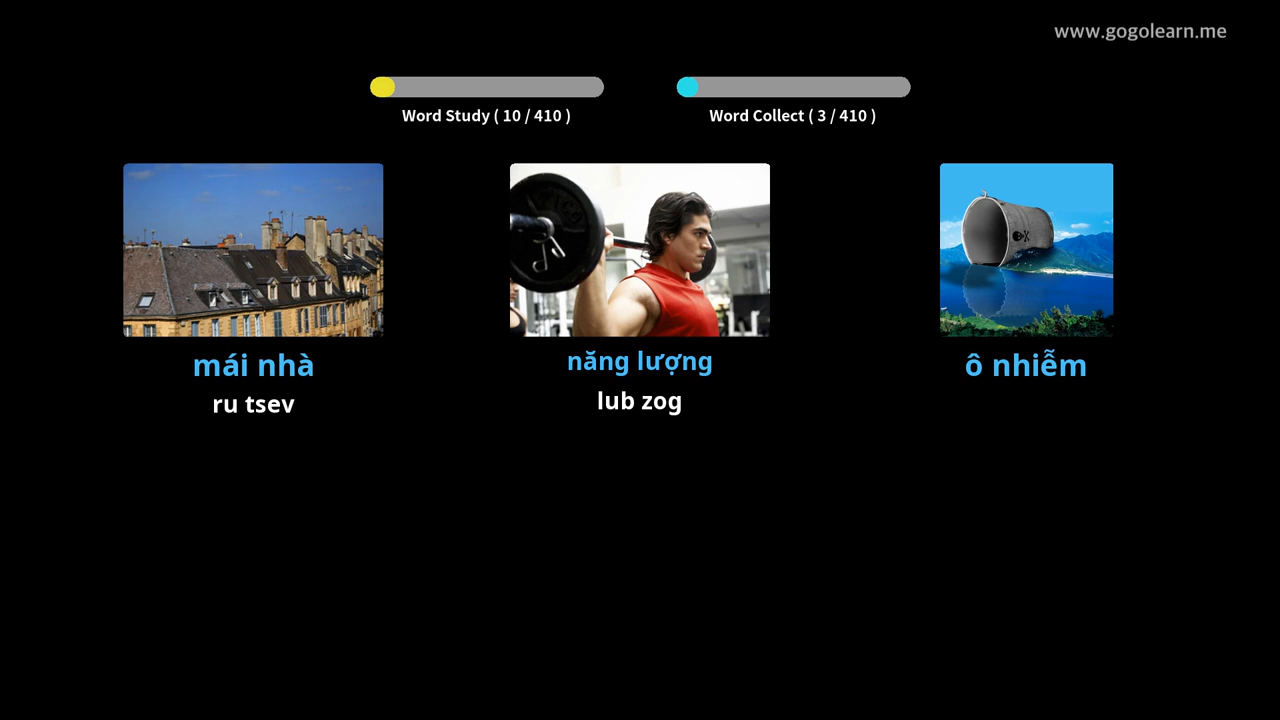 www.gogolearn.me
Word Study ( 10 / 410 )
Word Collect ( 3 / 410 )
mái nhà
ru tsev
năng lượng
lub zog
ô nhiễm